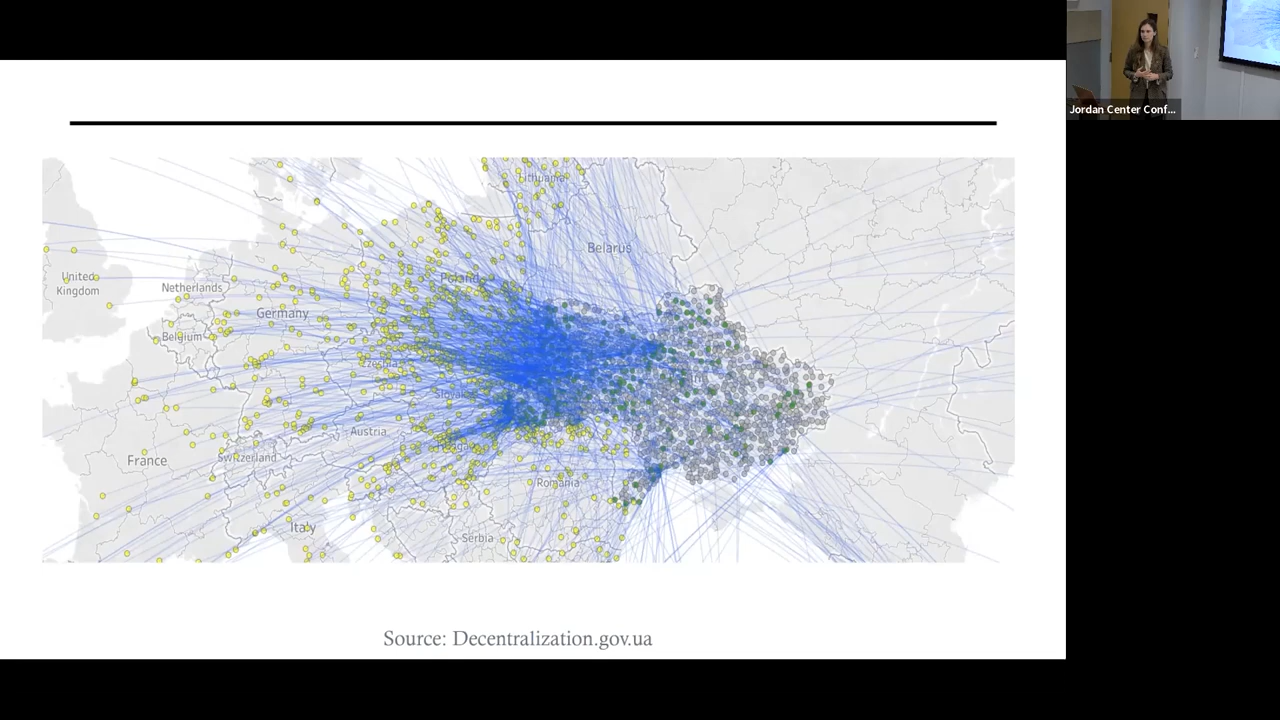 Jordan Center Conf...
Lithuania
Belarus
United
Kingdom
Netherlands
Poland
Germany
Belgium
Austria
France
Switzerland
Romania
Italy
Serbia
Source: Decentralization.gov.ua